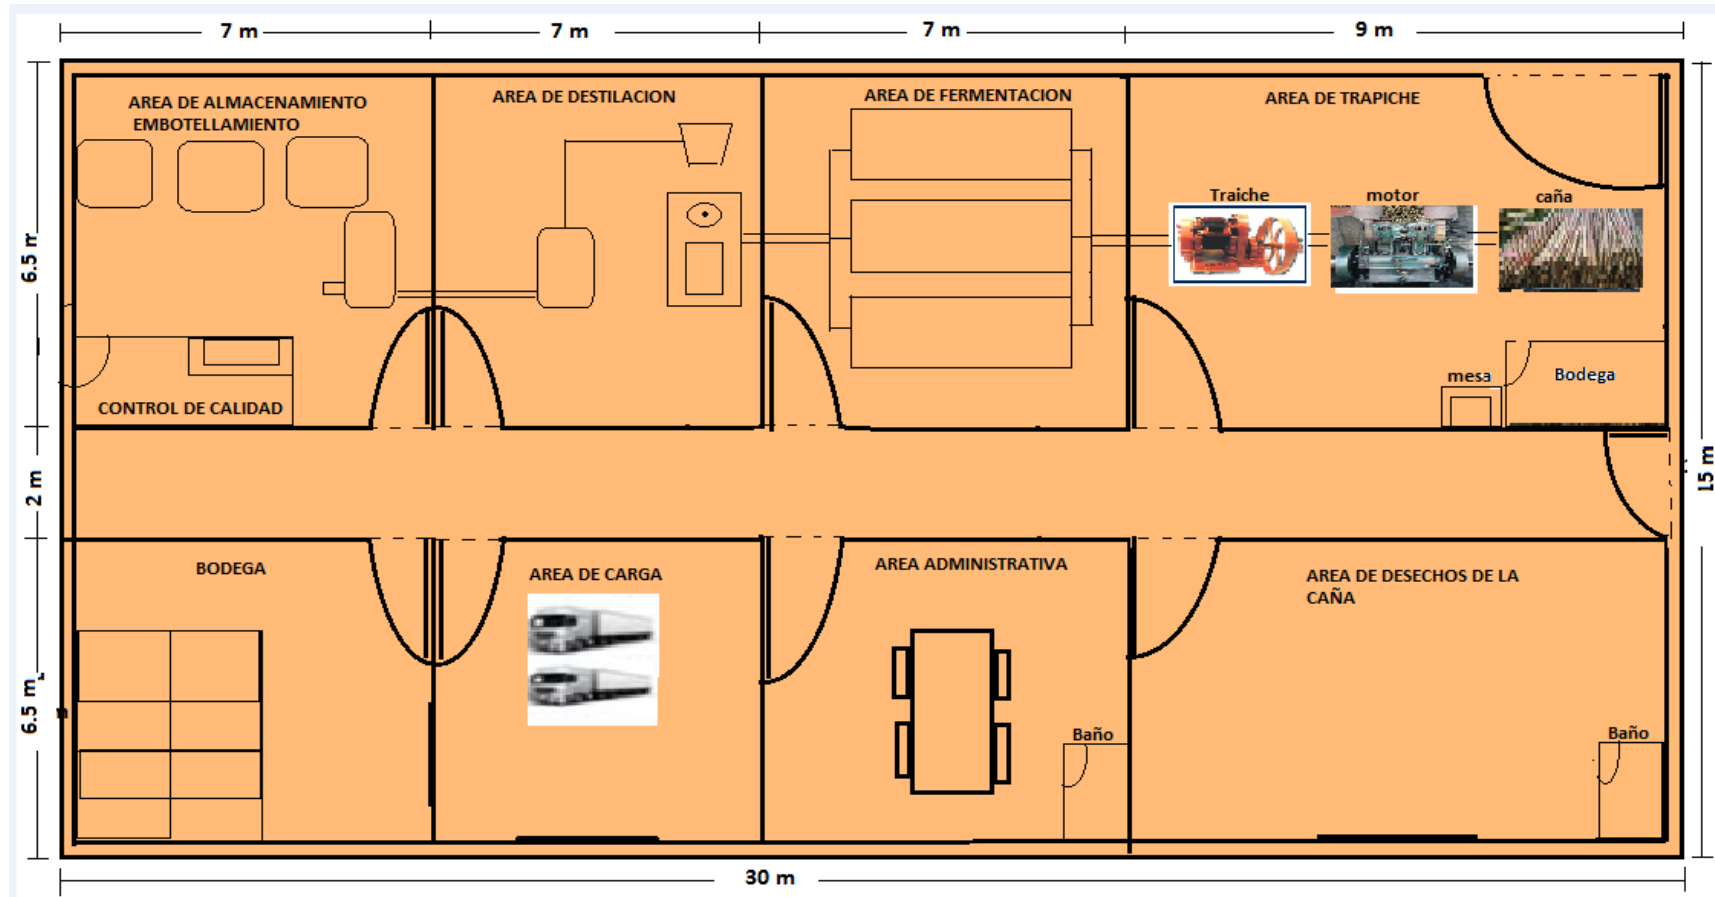 7 m
7 m
7 m
9 m
AREA DE ALMACENAMIENTO
EMBOTELLAMIENTO
AREA DE DESTILACION
AREA DE FERMENTACION
AREA DE TRAPICHE
Traiche
motor
caña
6.5 m
mesa
Bodega
CONTROL DE CALIDAD
2 m
15 m
BODEGA
AREA DE CARGA
AREA ADMINISTRATIVA
AREA DE DESECHOS DE LA
CAÑA
6.5 m
Baño
Baño
30 m